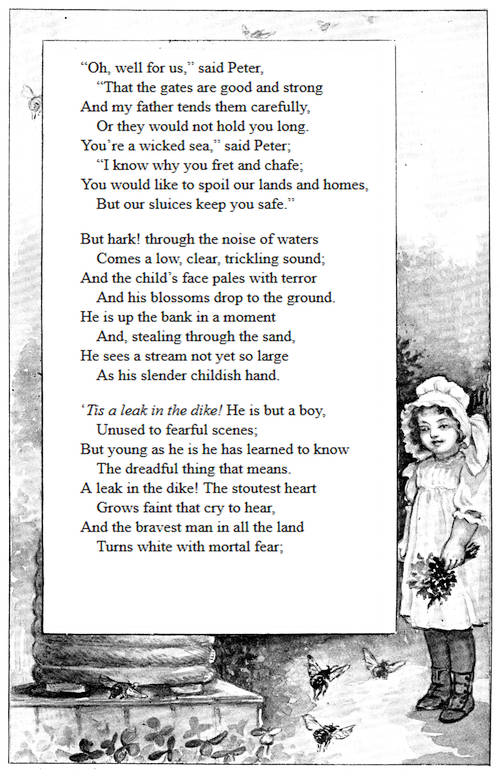 “Oh, well for us,” said Peter,
“That the gates are good and strong
And my father tends them carefully,
Or they would not hold you long.
You’re a wicked sea,” said Peter;
“I know why you fret and chafe;
You would like to spoil our lands and homes,
But our sluices keep you safe.”
But hark! through the noise of waters
Comes a low, clear, trickling sound;
And the child’s face pales with terror
And his blossoms drop to the ground.
He is up the bank in a moment
And, stealing through the sand,
He sees a stream not yet so large
As his slender childish hand.
‘Tis a leak in the dike! He is but a boy,
Unused to fearful scenes;
But young as he is he has learned to know
The dreadful thing that means.
A leak in the dike! The stoutest heart
Grows faint that cry to hear,
And the bravest man in all the land
Turns white with mortal fear;